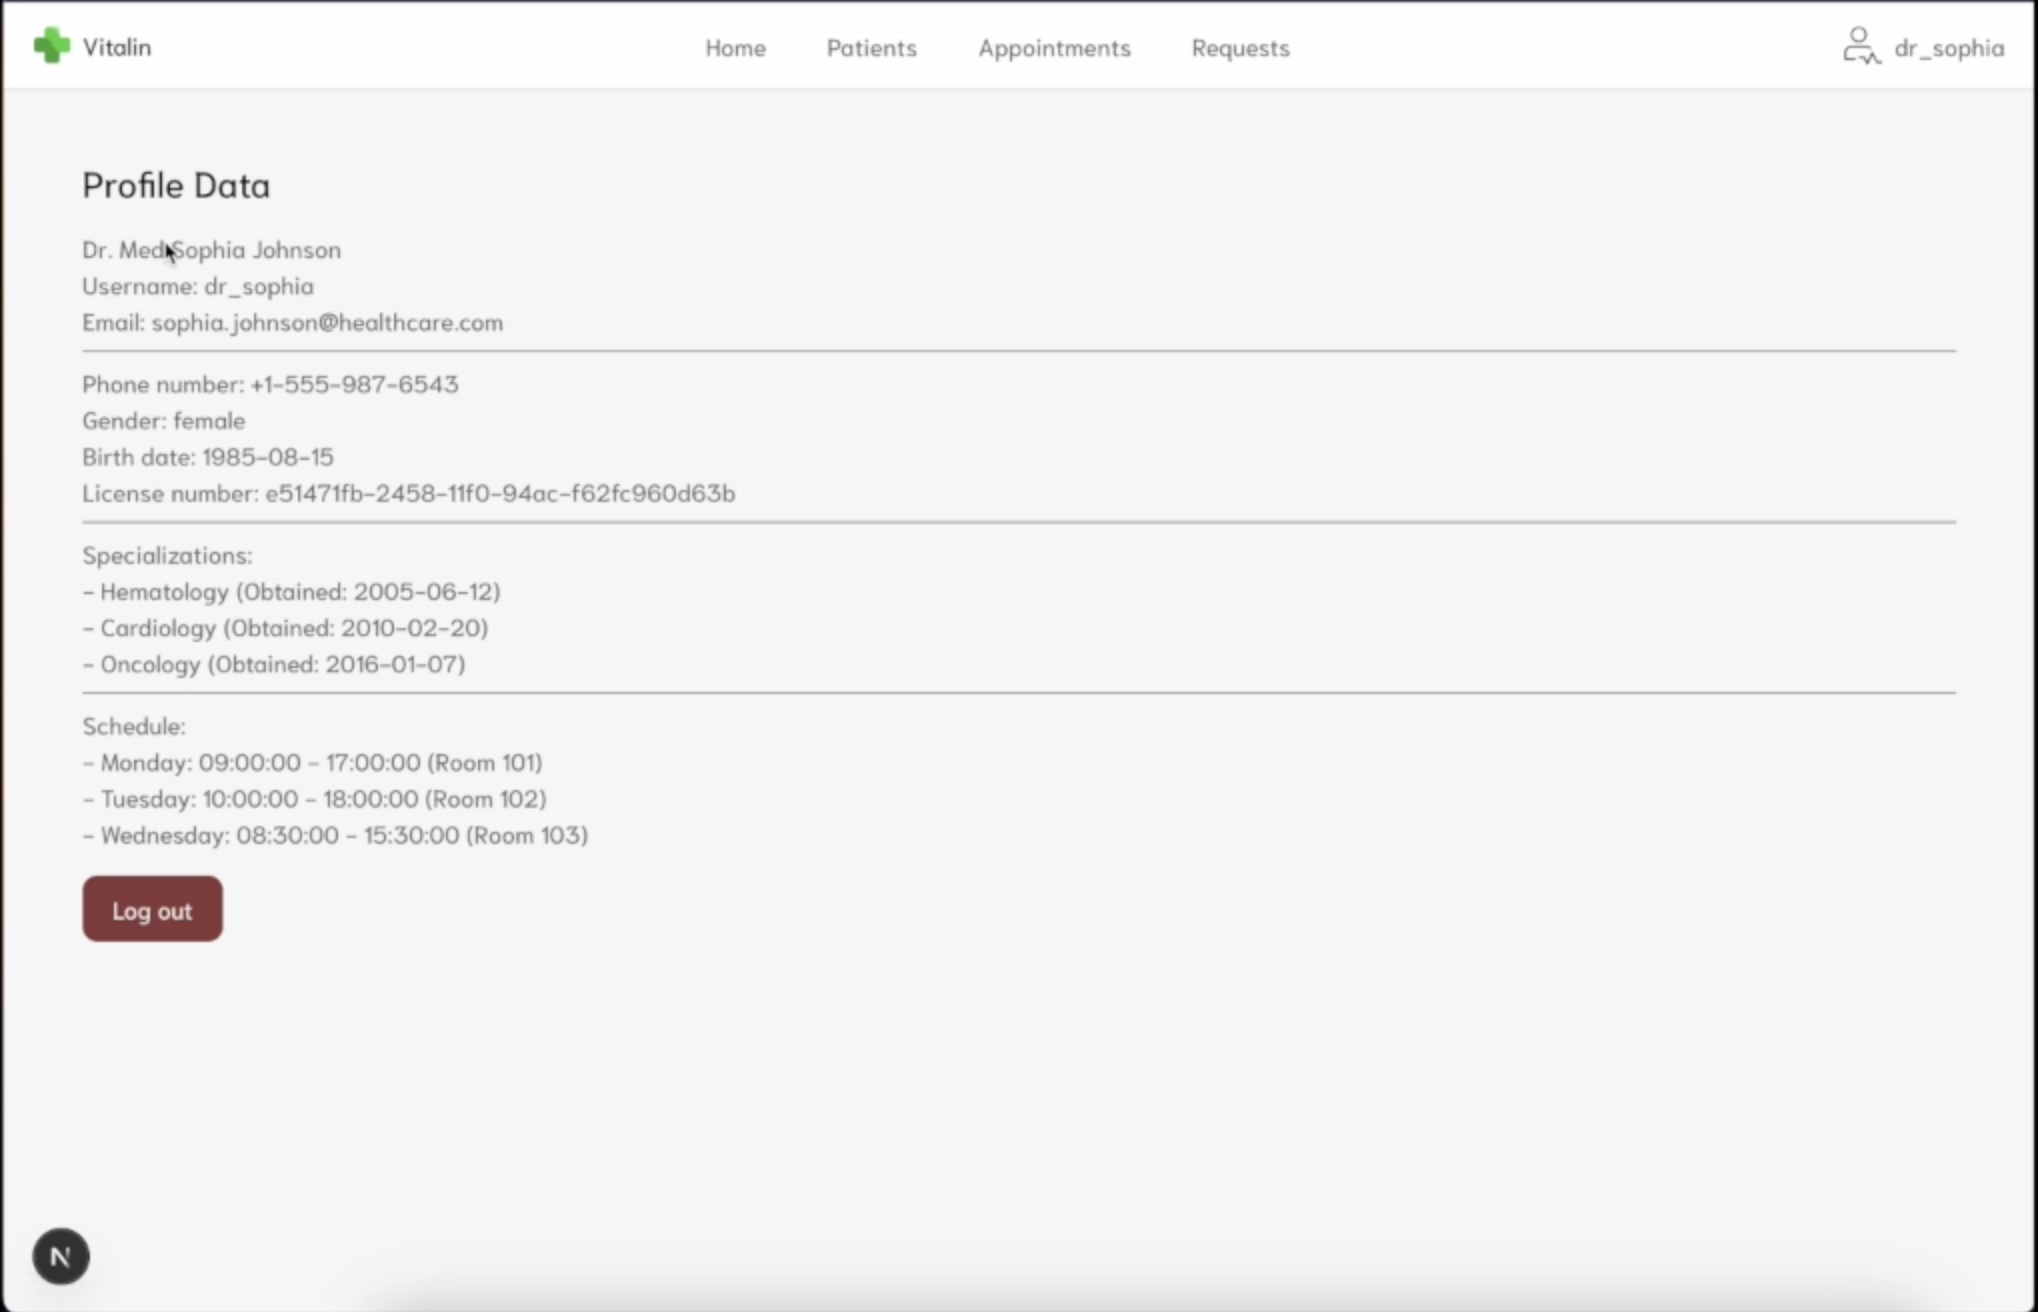 Vitalin
Home Patients Appointments Requests
dr_sophia
Profile Data
Dr. Med Sophia Johnson
Username: dr_sophia
Email: sophia.johnson@healthcare.com
Phone number: +1-555-987-6543
Gender: female
Birth date: 1985-08-15
License number: e51471fb-2458-11f0-94ac-f62fc960d63b
Specializations:
- Hematology (Obtained: 2005-06-12)
- Cardiology (Obtained: 2010-02-20)
- Oncology (Obtained: 2016-01-07)
Schedule:
- Monday: 09:00:00 - 17:00:00 (Room 101)
- Tuesday: 10:00:00 - 18:00:00 (Room 102)
- Wednesday: 08:30:00 - 15:30:00 (Room 103)
Log out
N